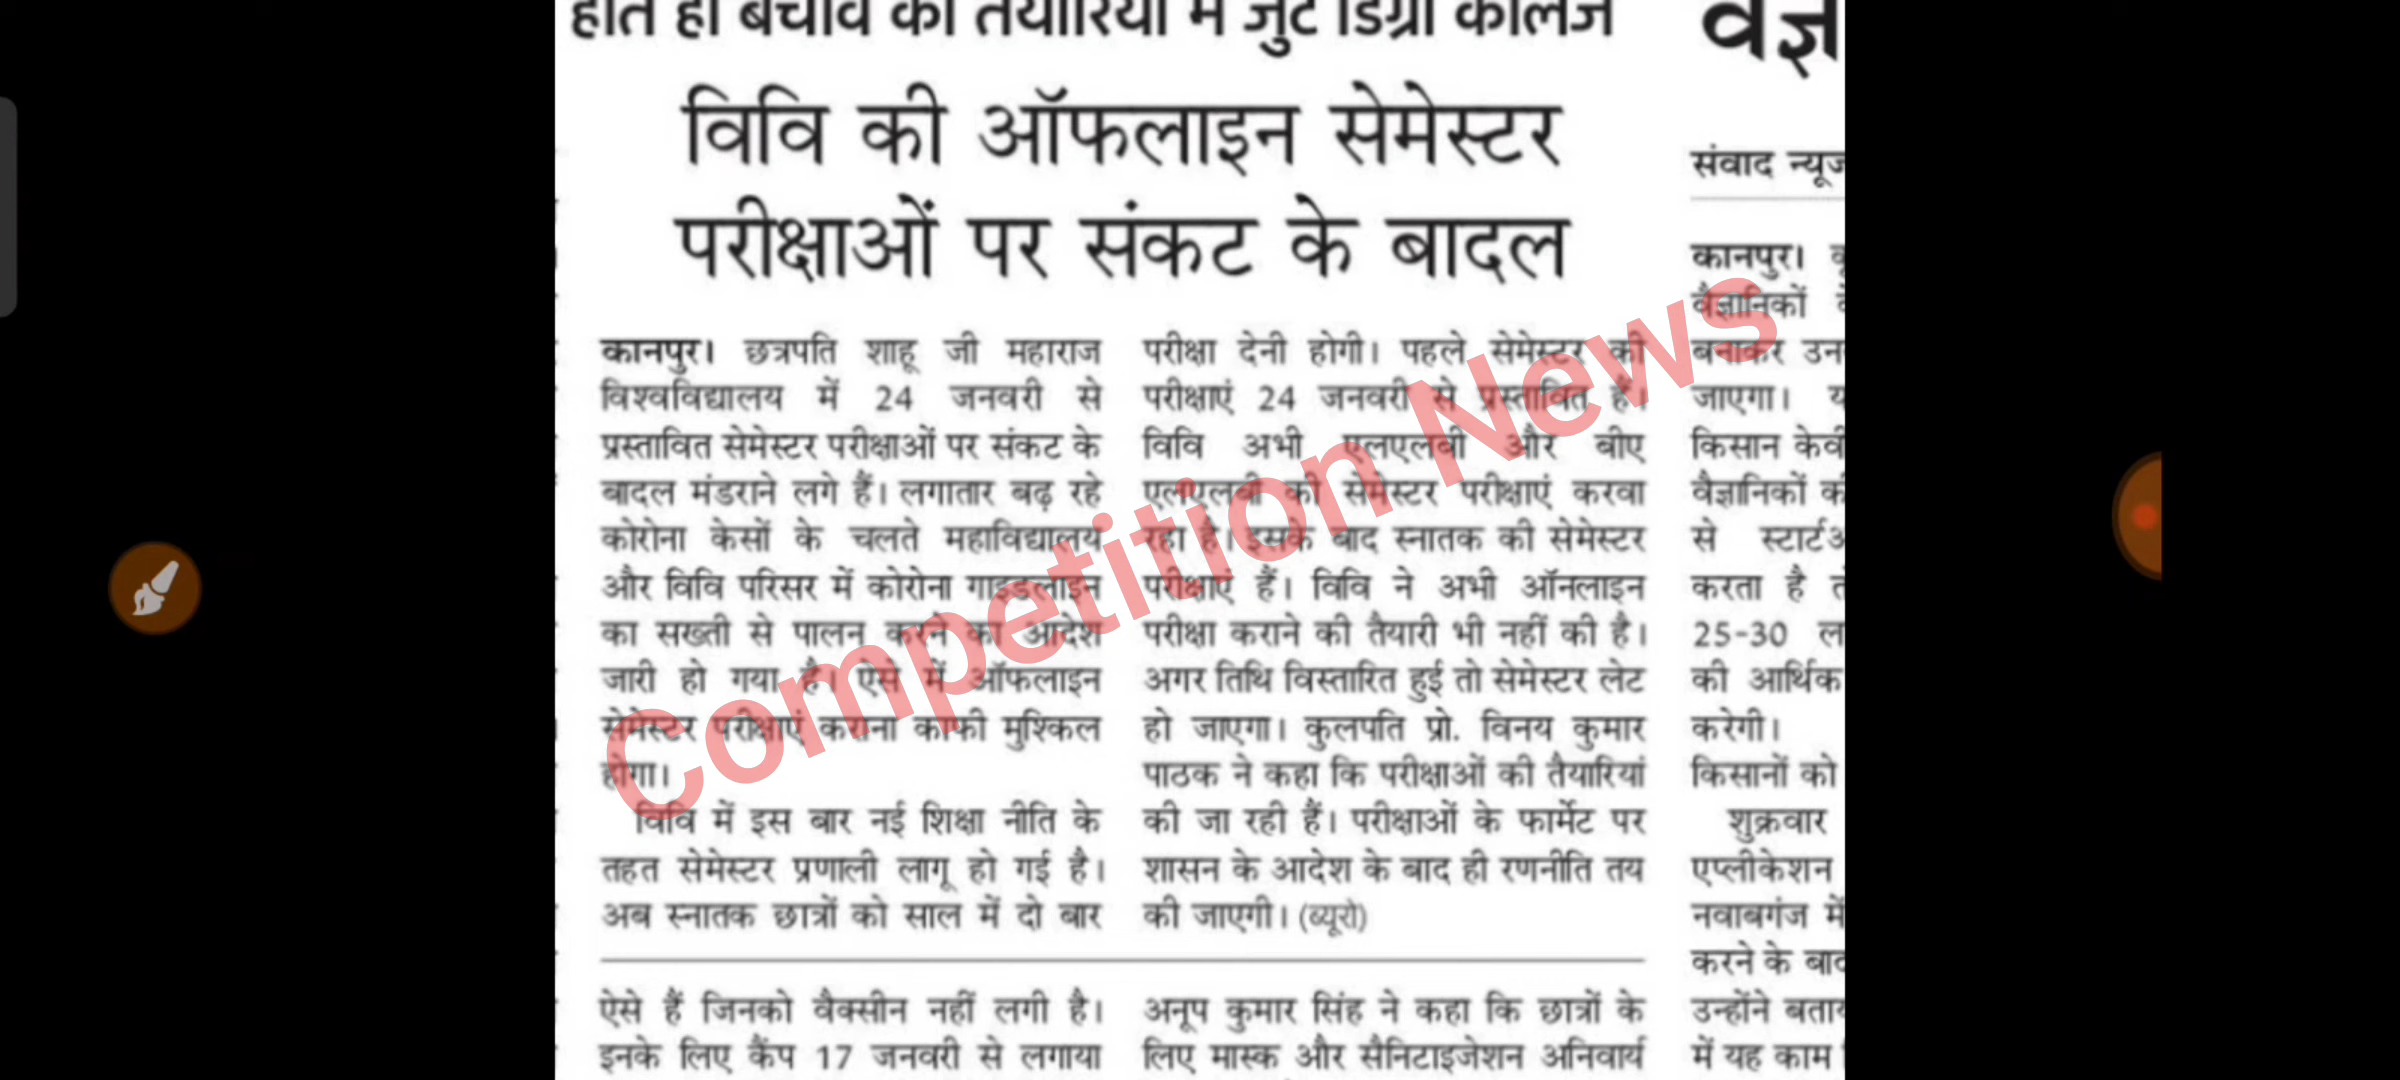 होते ही बचाव की तैयारियों में जुटे डिग्री कॉलेज
विवि की ऑफलाइन सेमेस्टर
परीक्षाओं पर संकट के बादल
कानपुर। छत्रपति शाहू जी महाराज
विश्वविद्यालय में 24 जनवरी से
प्रस्तावित सेमेस्टर परीक्षाओं पर संकट के
बादल मंडराने लगे हैं। लगातार बढ़ रहे
कोरोना केसों के चलते महाविद्यालय
और विवि परिसर में कोरोना गाइडलाइन
का सख्ती से पालन करने का आदेश
जारी हो गया है। ऐसे में ऑफलाइन
सेमेस्टर परीक्षाएं कराना काफी मुश्किल
होगा।
विवि में इस बार नई शिक्षा नीति के
तहत सेमेस्टर प्रणाली लागू हो गई है।
अब स्नातक छात्रों को साल में दो बार
परीक्षा देनी होगी। पहले सेमेस्टर की
परीक्षाएं 24 जनवरी से प्रस्तावित हैं।
विवि अभी एलएलबी और बीए
एलएलबी की सेमेस्टर परीक्षाएं करवा
रहा है। इसके बाद स्नातक की सेमेस्टर
परीक्षाएं हैं। विवि ने अभी ऑनलाइन
परीक्षा कराने की तैयारी भी नहीं की है।
अगर तिथि विस्तारित हुई तो सेमेस्टर लेट
हो जाएगा। कुलपति प्रो. विनय कुमार
पाठक ने कहा कि परीक्षाओं की तैयारियां
की जा रही हैं। परीक्षाओं के फार्मेट पर
शासन के आदेश के बाद ही रणनीति तय
की जाएगी। (ब्यूरो)
ऐसे हैं जिनको वैक्सीन नहीं लगी है।
इनके लिए कैंप 17 जनवरी से लगाया
अनूप कुमार सिंह ने कहा कि छात्रों के
लिए मास्क और सैनिटाइजेशन अनिवार्य
संवाद न्यूज
कानपुर।
वैज्ञानिकों
बनाकर
जाएगा।
किसान
वैज्ञानिकों
से
करता है
25-30
की आर्थिक
करेगी।
किसानों को
शुक्रवार
एप्लीकेशन
नवाबगंज में
करने के बाद
उन्होंने
में यह काम
Competition News